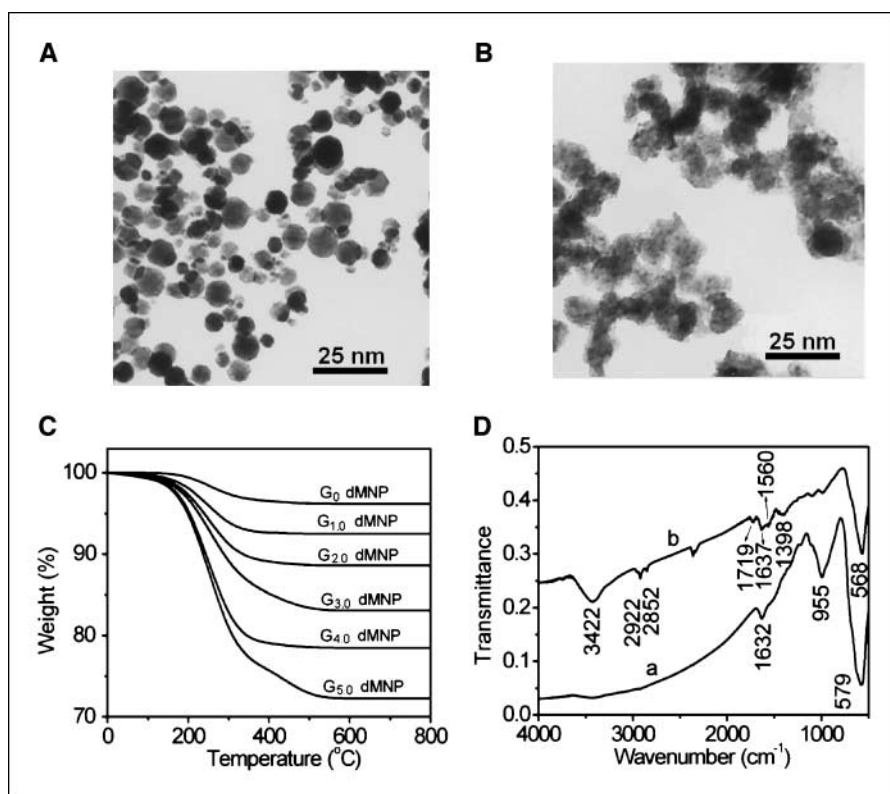 A
B
25 nm
25 nm
C
100
90
80
70
Weight (%)
G0 dMNP
G1.0 dMNP
G2.0 dMNP
G3.0 dMNP
G4.0 dMNP
G5.0 dMNP
0 200 400 600 800
Temperature (°C)
D
0.5
0.4
0.3
0.2
0.1
0.0
Transmittance
b
a
3422
2922
2852
1719
1637
1560
1398
568
1632
955
579
4000 3000 2000 1000
Wavenumber (cm-1)